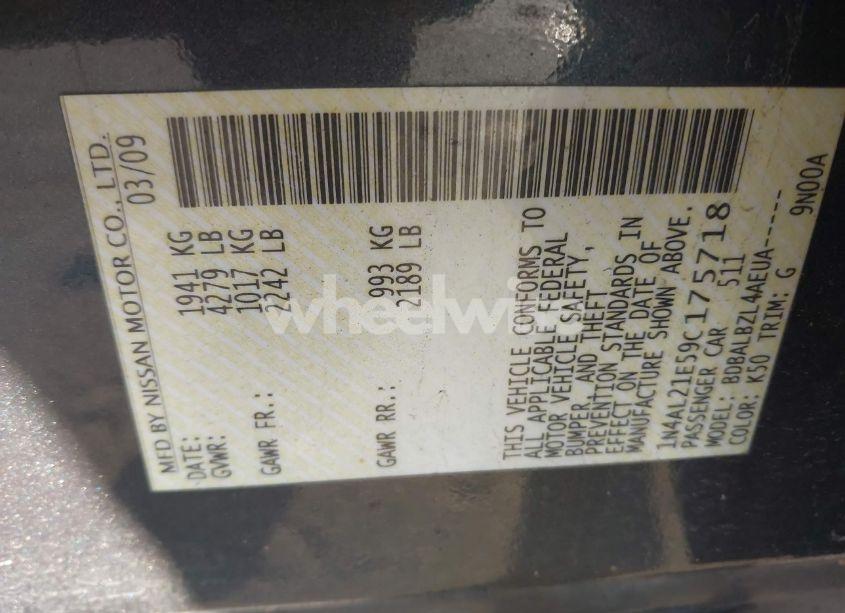 MFD BY NISSAN MOTOR CO., LTD.
DATE: 03/09
GVWR: 1941 KG
4279 LB
GAWR FR.: 1017 KG
2242 LB
GAWR RR.: 993 KG
2189 LB
THIS VEHICLE CONFORMS TO
ALL APPLICABLE FEDERAL
MOTOR VEHICLE SAFETY,
BUMPER, AND THEFT
PREVENTION STANDARDS IN
EFFECT ON THE DATE OF
MANUFACTURE SHOWN ABOVE.
1N4AL21E59C175718
PASSENGER CAR 511
MODEL: BDBALBZL4AEUA------
COLOR: K50 TRIM: G 9N00A